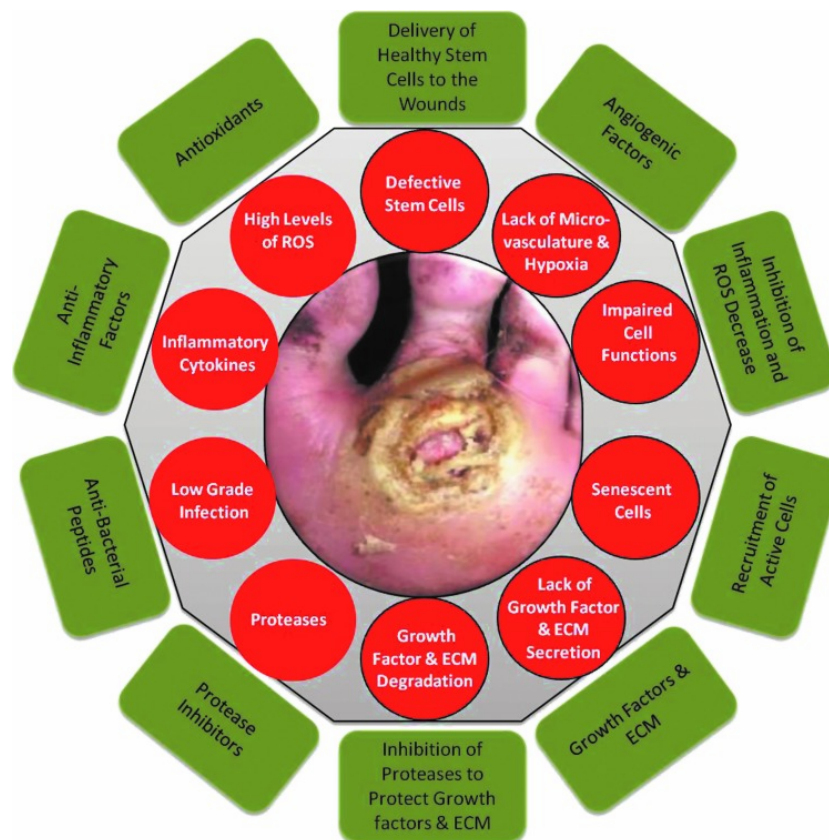 Delivery of
Healthy Stem
Cells to the
Wounds
Angiogenic
Factors
Inhibition of
Inflammation and
ROS Decrease
Recruitment of
Active Cells
Growth Factors &
ECM
Inhibition of
Proteases to
Protect Growth
factors & ECM
Protease
Inhibitors
Anti-Bacterial
Peptides
Anti-
Inflammatory
Factors
Antioxidants
Defective
Stem Cells
Lack of Micro-
vasculature &
Hypoxia
Impaired
Cell
Functions
Senescent
Cells
Lack of
Growth Factor
& ECM
Secretion
Growth
Factor & ECM
Degradation
Proteases
Low Grade
Infection
Inflammatory
Cytokines
High Levels
of ROS